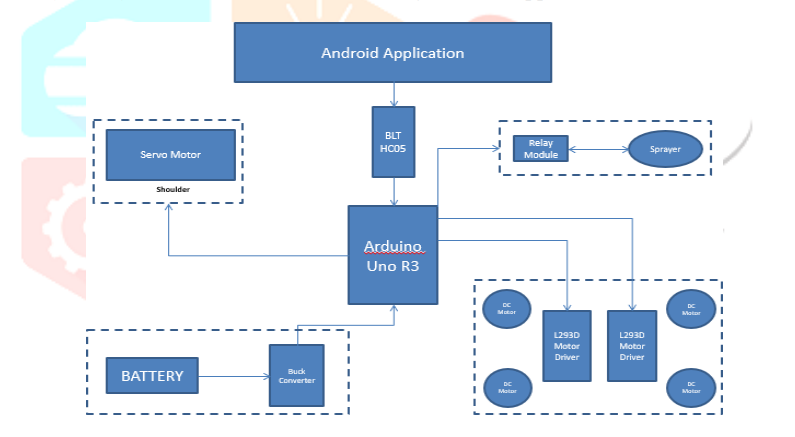 Android Application
BLT
HC05
Servo Motor
Shoulder
Relay
Module
Sprayer
Arduino
Uno R3
DC
Motor
DC
Motor
L293D
Motor
Driver
L293D
Motor
Driver
DC
Motor
DC
Motor
BATTERY
Buck
Converter